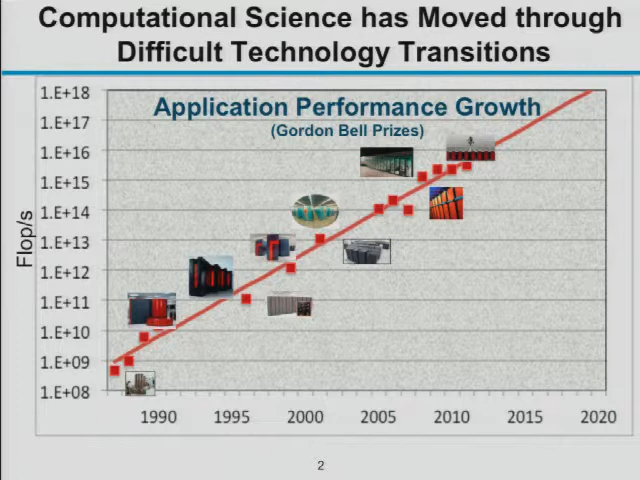 Computational Science has Moved through
Difficult Technology Transitions
Application Performance Growth
(Gordon Bell Prizes)
Flop/s
1.E+18
1.E+17
1.E+16
1.E+15
1.E+14
1.E+13
1.E+12
1.E+11
1.E+10
1.E+09
1.E+08
1990 1995 2000 2005 2010 2015 2020
2